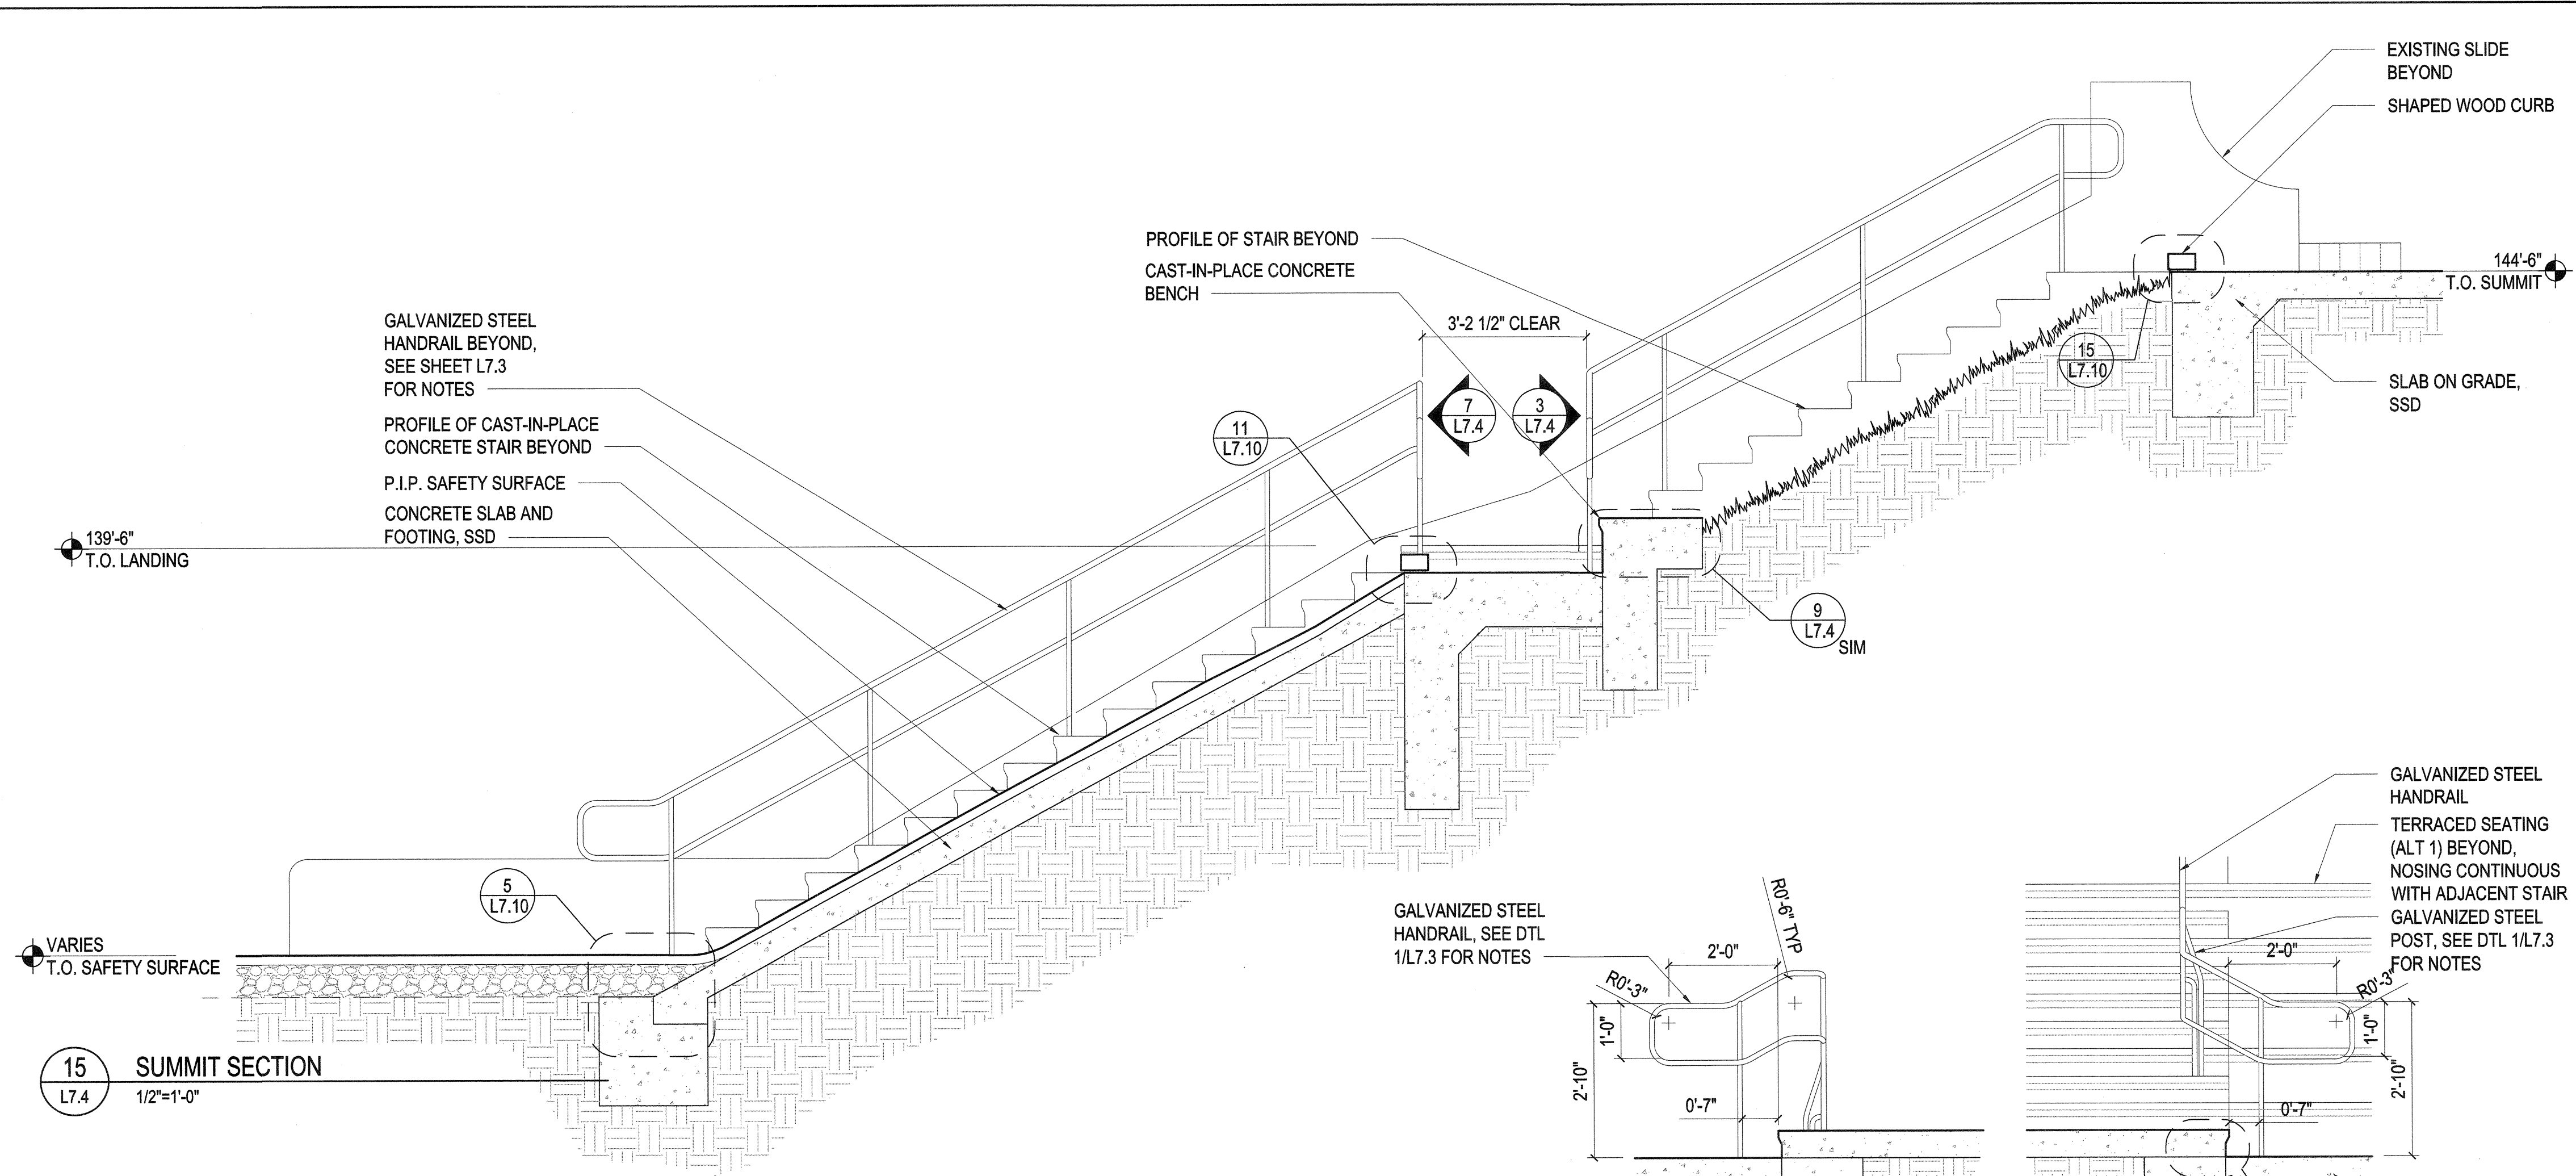 EXISTING SLIDE
BEYOND
SHAPED WOOD CURB
PROFILE OF STAIR BEYOND
CAST-IN-PLACE CONCRETE
BENCH
144'-6"
T.O. SUMMIT
3'-2 1/2" CLEAR
GALVANIZED STEEL
HANDRAIL BEYOND,
SEE SHEET L7.3
FOR NOTES
15
L7.10
SLAB ON GRADE,
SSD
7
L7.4
3
L7.4
11
L7.10
PROFILE OF CAST-IN-PLACE
CONCRETE STAIR BEYOND
P.I.P. SAFETY SURFACE
CONCRETE SLAB AND
FOOTING, SSD
139'-6"
T.O. LANDING
9
L7.4
SIM
5
L7.10
VARIES
T.O. SAFETY SURFACE
15
L7.4
SUMMIT SECTION
1/2"=1'-0"
GALVANIZED STEEL
HANDRAIL, SEE DTL
1/L7.3 FOR NOTES
R0'-6" TYP
2'-0"
R0'-3"
1'-0"
2'-10"
0'-7"
GALVANIZED STEEL
HANDRAIL
TERRACED SEATING
(ALT 1) BEYOND,
NOSING CONTINUOUS
WITH ADJACENT STAIR
GALVANIZED STEEL
POST, SEE DTL 1/L7.3
FOR NOTES
2'-0"
R0'-3"
1'-0"
2'-10"
0'-7"